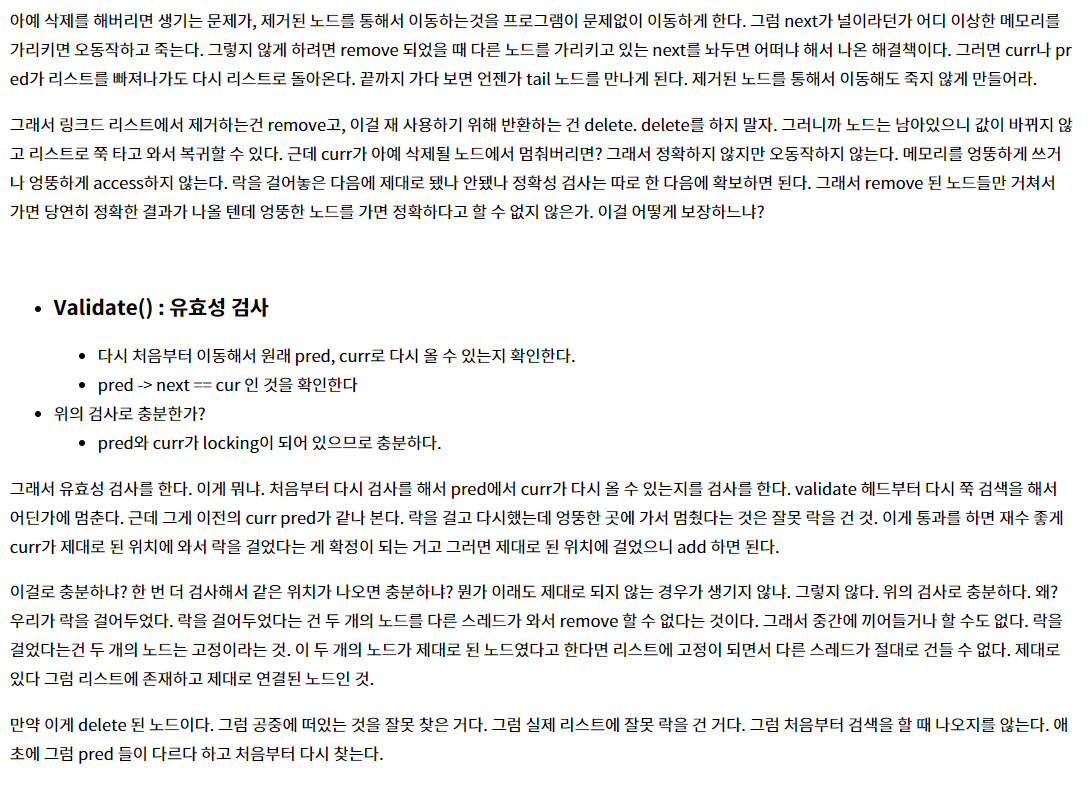 아예 삭제를 해버리면 생기는 문제가, 제거된 노드를 통해서 이동하는것을 프로그램이 문제없이 이동하게 한다. 그럼 next가 널이라던가 어디 이상한 메모리를
가리키면 오동작하고 죽는다. 그렇지 않게 하려면 remove 되었을 때 다른 노드를 가리키고 있는 next를 놔두면 어떠냐 해서 나온 해결책이다. 그러면 curr나 pr
ed가 리스트를 빠져나가도 다시 리스트로 돌아온다. 끝까지 가다 보면 언젠가 tail 노드를 만나게 된다. 제거된 노드를 통해서 이동해도 죽지 않게 만들어라.
그래서 링크드 리스트에서 제거하는건 remove고, 이걸 재 사용하기 위해 반환하는 건 delete. delete를 하지 말자. 그러니까 노드는 남아있으니 값이 바뀌지 않
고 리스트로 쭉 타고 와서 복귀할 수 있다. 근데 curr가 아예 삭제될 노드에서 멈춰버리면? 그래서 정확하지 않지만 오동작하지 않는다. 메모리를 엉뚱하게 쓰거
나 엉뚱하게 access하지 않는다. 락을 걸어놓은 다음에 제대로 됐나 안됐나 정확성 검사는 따로 한 다음에 확보하면 된다. 그래서 remove 된 노드들만 거쳐서
가면 당연히 정확한 결과가 나올 텐데 엉뚱한 노드를 가면 정확하다고 할 수 없지 않은가. 이걸 어떻게 보장하느냐?
• Validate() : 유효성 검사
• 다시 처음부터 이동해서 원래 pred, curr로 다시 올 수 있는지 확인한다.
• pred -> next == cur 인 것을 확인한다
• 위의 검사로 충분한가?
• pred와 curr가 locking이 되어 있으므로 충분하다.
그래서 유효성 검사를 한다. 이게 뭐냐. 처음부터 다시 검사를 해서 pred에서 curr가 다시 올 수 있는지를 검사를 한다. validate 헤드부터 다시 쭉 검색을 해서
어딘가에 멈춘다. 근데 그게 이전의 curr pred가 같나 본다. 락을 걸고 다시했는데 엉뚱한 곳에 가서 멈췄다는 것은 잘못 락을 건 것. 이게 통과를 하면 재수 좋게
curr가 제대로 된 위치에 와서 락을 걸었다는 게 확정이 되는 거고 그러면 제대로 된 위치에 걸었으니 add 하면 된다.
이걸로 충분하냐? 한 번 더 검사해서 같은 위치가 나오면 충분하냐? 뭔가 이래도 제대로 되지 않는 경우가 생기지 않냐. 그렇지 않다. 위의 검사로 충분하다. 왜?
우리가 락을 걸어두었다. 락을 걸어두었다는 건 두 개의 노드를 다른 스레드가 와서 remove 할 수 없다는 것이다. 그래서 중간에 끼어들거나 할 수도 없다. 락을
걸었다는건 두 개의 노드는 고정이라는 것. 이 두 개의 노드가 제대로 된 노드였다고 한다면 리스트에 고정이 되면서 다른 스레드가 절대로 건들 수 없다. 제대로
있다 그럼 리스트에 존재하고 제대로 연결된 노드인 것.
만약 이게 delete 된 노드이다. 그럼 공중에 떠있는 것을 잘못 찾은 거다. 그럼 실제 리스트에 잘못 락을 건 거다. 그럼 처음부터 검색을 할 때 나오지를 않는다. 애
초에 그럼 pred 들이 다르다 하고 처음부터 다시 찾는다.